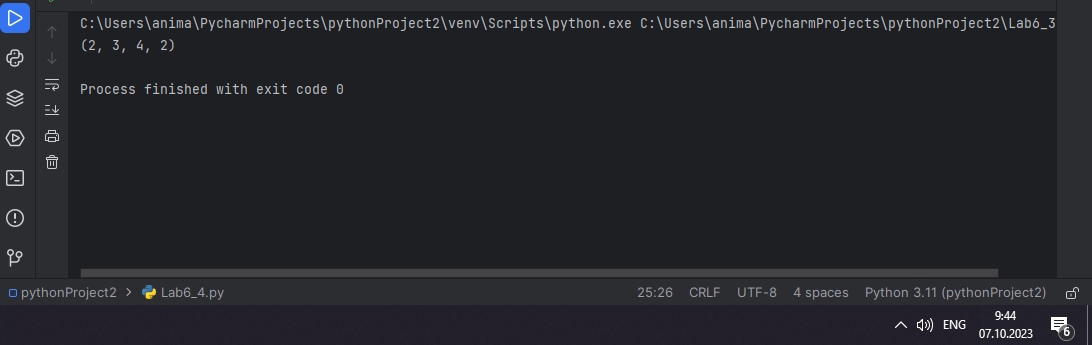 C:\Users\anima\PycharmProjects\pythonProject2\venv\Scripts\python.exe C:\Users\anima\PycharmProjects\pythonProject2\Lab6_3
(2, 3, 4, 2)
Process finished with exit code 0
pythonProject2 > Lab6_4.py 25:26 CRLF UTF-8 4 spaces Python 3.11 (pythonProject2)
ENG 9:44
07.10.2023 6